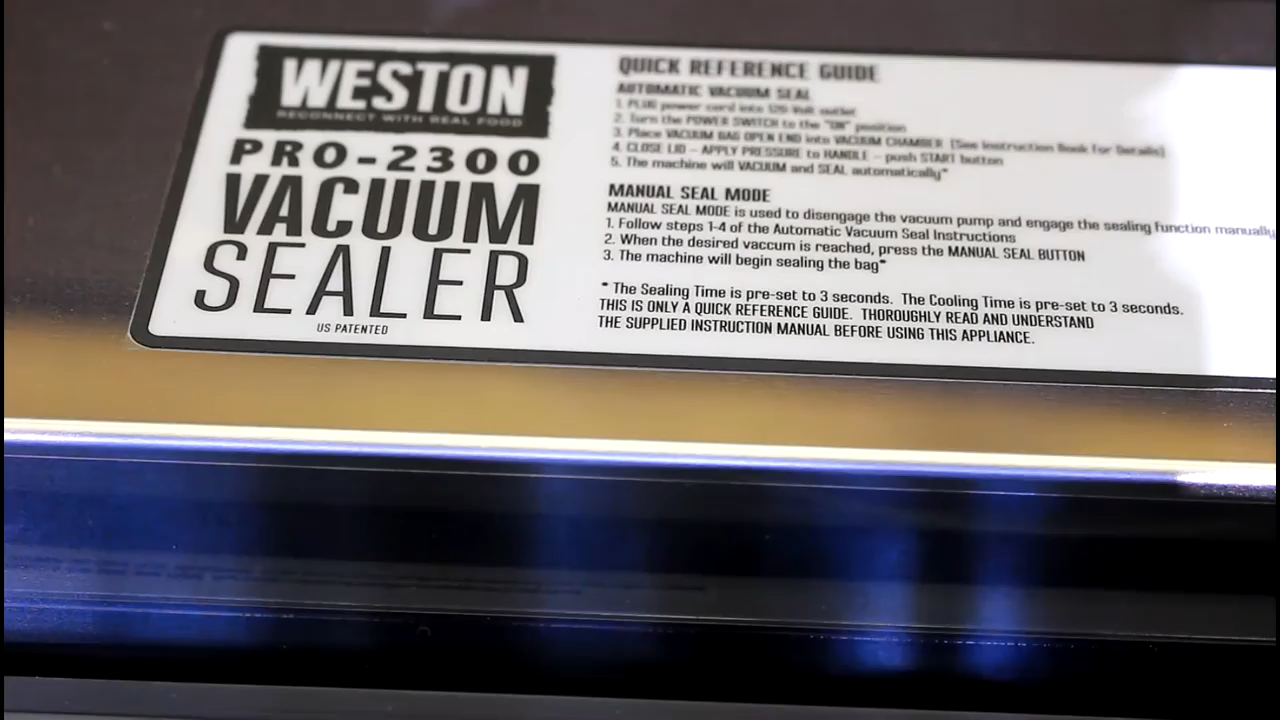 WESTON
RECONNECT WITH REAL FOOD
PRO-2300
VACUUM
SEALER
US PATENTED
QUICK REFERENCE GUIDE
AUTOMATIC VACUUM SEAL
1. PLUG power cord into 120 Volt outlet
2. Turn the POWER SWITCH to the "ON" position
3. Place VACUUM BAG OPEN END into VACUUM CHAMBER (See Instruction Book For Details)
4. CLOSE LID - APPLY PRESSURE to HANDLE - push START button
5. The machine will VACUUM and SEAL automatically*
MANUAL SEAL MODE
MANUAL SEAL MODE is used to disengage the vacuum pump and engage the sealing function manually
1. Follow steps 1-4 of the Automatic Vacuum Seal Instructions
2. When the desired vaccum is reached, press the MANUAL SEAL BUTTON
3. The machine will begin sealing the bag*
* The Sealing Time is pre-set to 3 seconds. The Cooling Time is pre-set to 3 seconds.
THIS IS ONLY A QUICK REFERENCE GUIDE. THOROUGHLY READ AND UNDERSTAND
THE SUPPLIED INSTRUCTION MANUAL BEFORE USING THIS APPLIANCE.